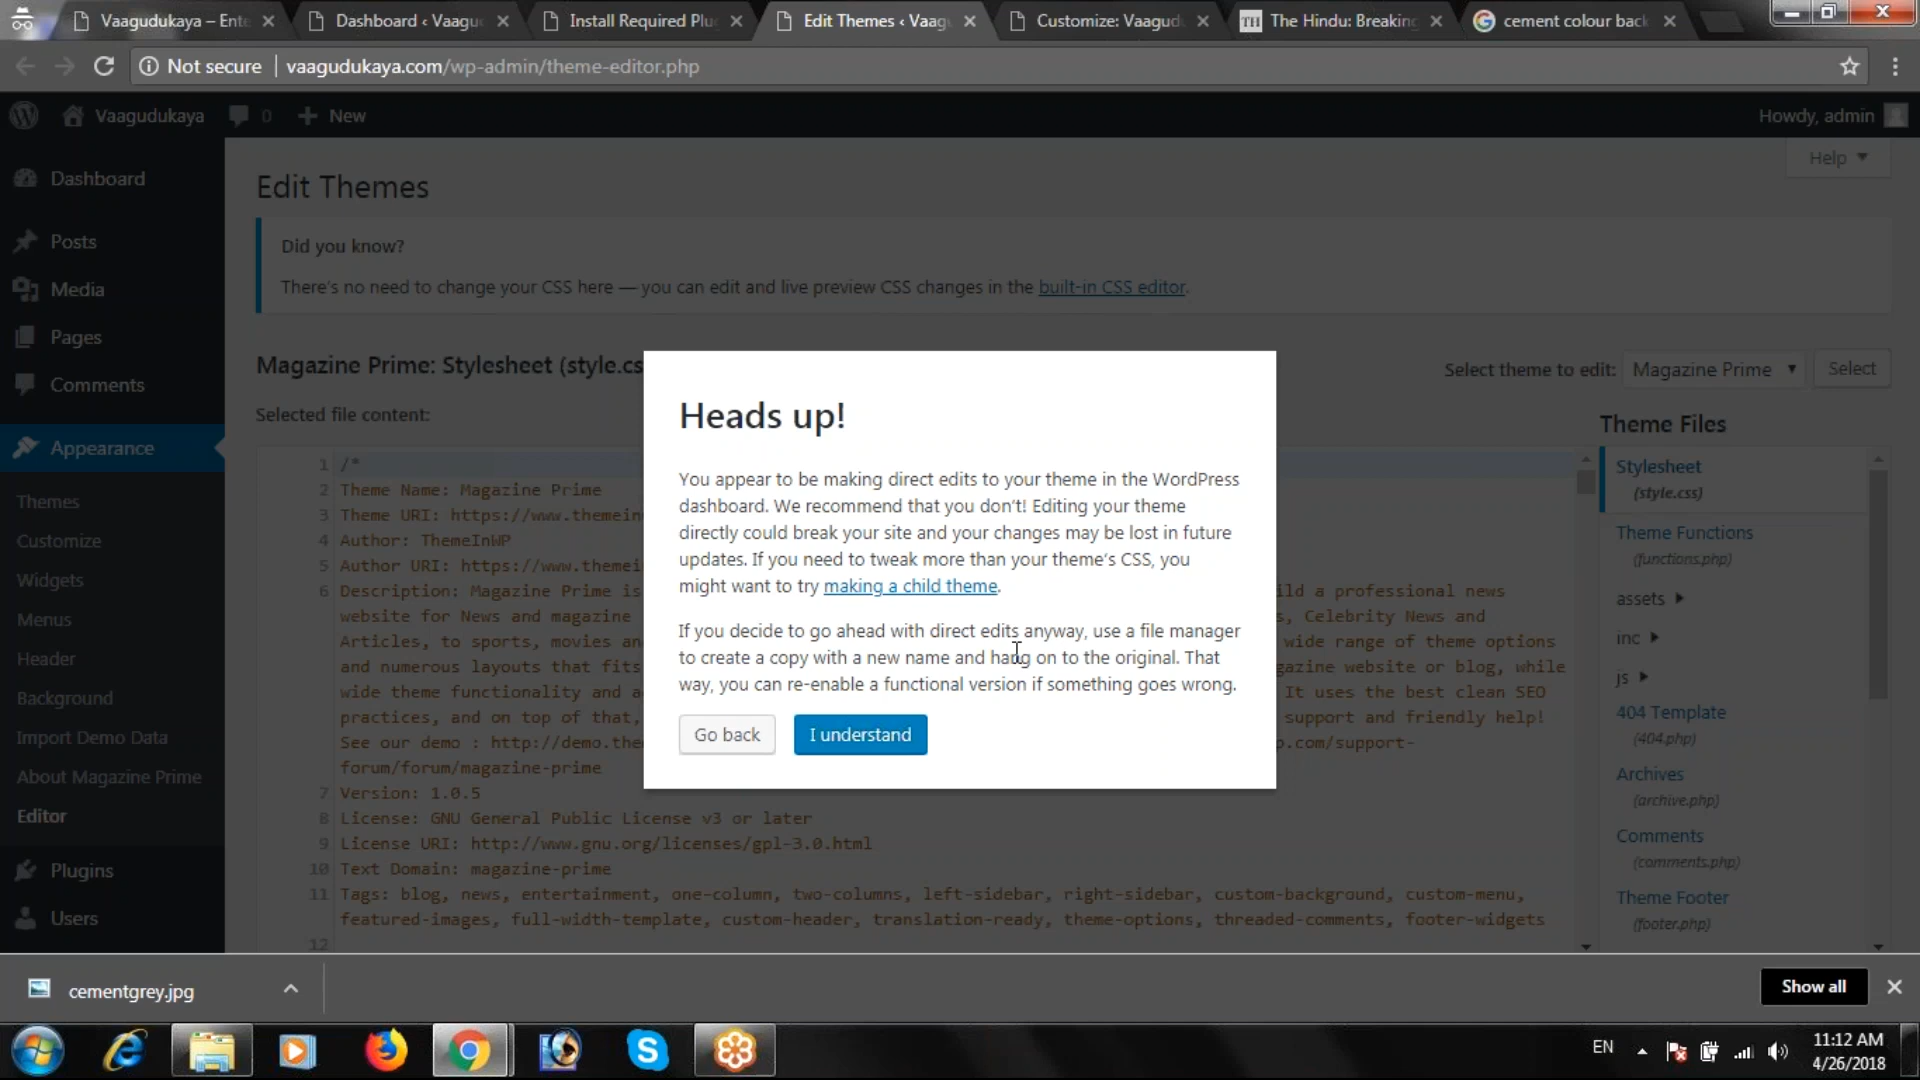 Vaagudukaya – Ente
Dashboard ‹ Vaague
Install Required Plu
Edit Themes ‹ Vaag
Customize: Vaagud
TH The Hindu: Breaking
cement colour back
Not secure | vaagudukaya.com/wp-admin/theme-editor.php
Vaagudukaya 0 New
Howdy, admin
Help
Dashboard
Posts
Media
Pages
Comments
Appearance
Themes
Customize
Widgets
Menus
Header
Background
Import Demo Data
About Magazine Prime
Editor
Plugins
Users
Edit Themes
Did you know?
There's no need to change your CSS here — you can edit and live preview CSS changes in the built-in CSS editor.
Magazine Prime: Stylesheet (style.cs
Select theme to edit: Magazine Prime Select
Selected file content:
1 /*
2 Theme Name: Magazine Prime
3 Theme URI: https://www.themein
4 Author: ThemeInWP
5 Author URI: https://www.themei
6 Description: Magazine Prime is ild a professional news
website for News and magazine s, Celebrity News and
Articles, to sports, movies an wide range of theme options
and numerous layouts that fits gazine website or blog, while
wide theme functionality and a It uses the best clean SEO
practices, and on top of that, support and friendly help!
See our demo : http://demo.the p.com/support-
forum/forum/magazine-prime
7 Version: 1.0.5
8 License: GNU General Public License v3 or later
9 License URI: http://www.gnu.org/licenses/gpl-3.0.html
10 Text Domain: magazine-prime
11 Tags: blog, news, entertainment, one-column, two-columns, left-sidebar, right-sidebar, custom-background, custom-menu,
featured-images, full-width-template, custom-header, translation-ready, theme-options, threaded-comments, footer-widgets
12
Heads up!
You appear to be making direct edits to your theme in the WordPress
dashboard. We recommend that you don't! Editing your theme
directly could break your site and your changes may be lost in future
updates. If you need to tweak more than your theme's CSS, you
might want to try making a child theme.
If you decide to go ahead with direct edits anyway, use a file manager
to create a copy with a new name and hang on to the original. That
way, you can re-enable a functional version if something goes wrong.
Go back I understand
Theme Files
Stylesheet
(style.css)
Theme Functions
(functions.php)
assets
inc
js
404 Template
(404.php)
Archives
(archive.php)
Comments
(comments.php)
Theme Footer
(footer.php)
cementgrey.jpg
Show all
EN
11:12 AM
4/26/2018